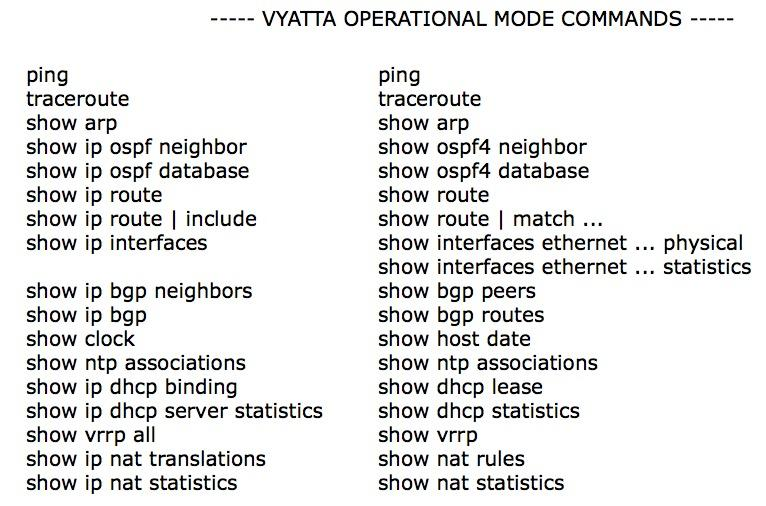 ----- VYATTA OPERATIONAL MODE COMMANDS -----
ping ping
traceroute traceroute
show arp show arp
show ip ospf neighbor show ospf4 neighbor
show ip ospf database show ospf4 database
show ip route show route
show ip route | include show route | match ...
show ip interfaces show interfaces ethernet ... physical
show interfaces ethernet ... statistics
show ip bgp neighbors show bgp peers
show ip bgp show bgp routes
show clock show host date
show ntp associations show ntp associations
show ip dhcp binding show dhcp lease
show ip dhcp server statistics show dhcp statistics
show vrrp all show vrrp
show ip nat translations show nat rules
show ip nat statistics show nat statistics